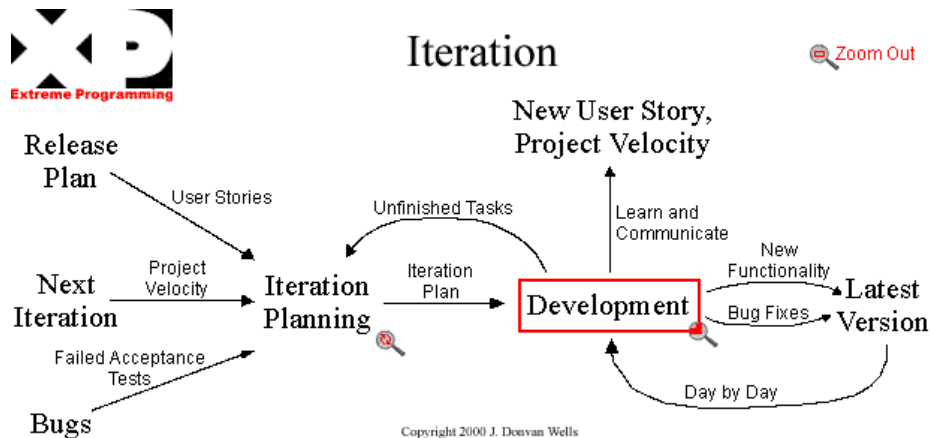 XP
Extreme Programming
Iteration
Zoom Out
New User Story,
Project Velocity
Release
Plan
User Stories
Unfinished Tasks
Learn and
Communicate
Next
Iteration
Project
Velocity
Iteration
Planning
Iteration
Plan
Development
New
Functionality
Bug Fixes
Latest
Version
Failed Acceptance
Tests
Bugs
Day by Day
Copyright 2000 J. Donvan Wells